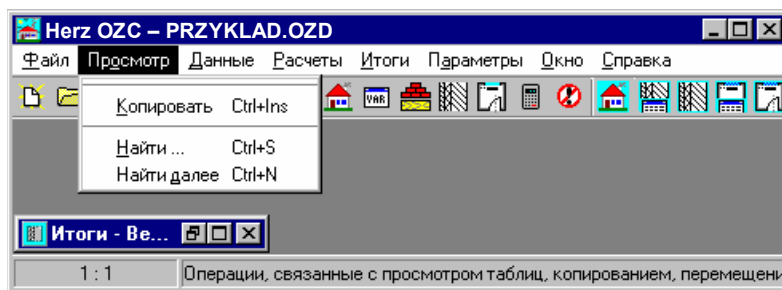 Herz OZC – PRZYKLAD.OZD
Файл Просмотр Данные Расчеты Итоги Параметры Окно Справка
VAR
Копировать Ctrl+Ins
Найти ... Ctrl+S
Найти далее Ctrl+N
Итоги - Ве...
1 : 1 Операции, связанные с просмотром таблиц, копированием, перемещени